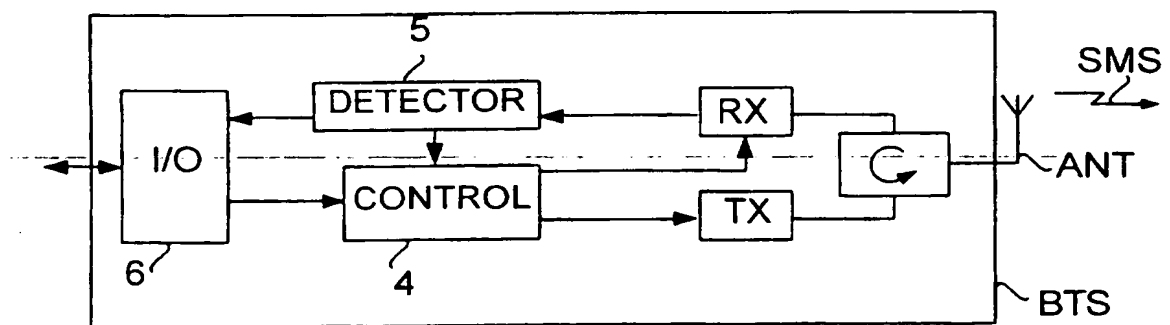 5
SMS
DETECTOR
RX
I/O
ANT
CONTROL
TX
6
4
BTS